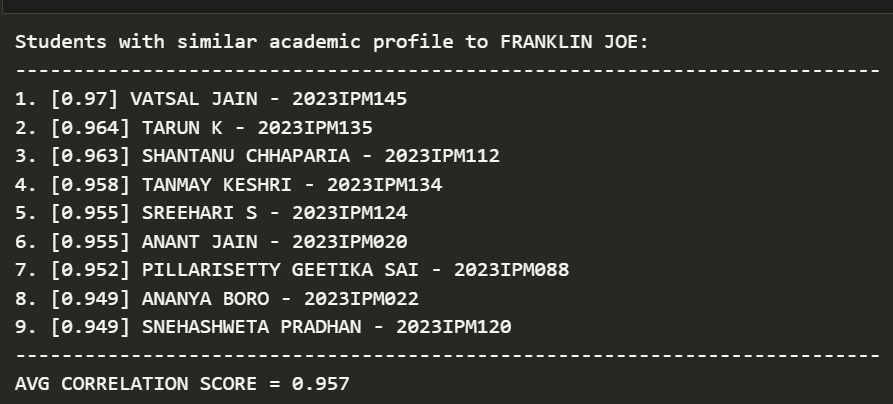 Students with similar academic profile to FRANKLIN JOE:
---------------------------------------------------------------------------
1. [0.97] VATSAL JAIN - 2023IPM145
2. [0.964] TARUN K - 2023IPM135
3. [0.963] SHANTANU CHHAPARIA - 2023IPM112
4. [0.958] TANMAY KESHRI - 2023IPM134
5. [0.955] SREEHARI S - 2023IPM124
6. [0.955] ANANT JAIN - 2023IPM020
7. [0.952] PILLARISETTY GEETIKA SAI - 2023IPM088
8. [0.949] ANANYA BORO - 2023IPM022
9. [0.949] SNEHASHWETA PRADHAN - 2023IPM120
---------------------------------------------------------------------------
AVG CORRELATION SCORE = 0.957